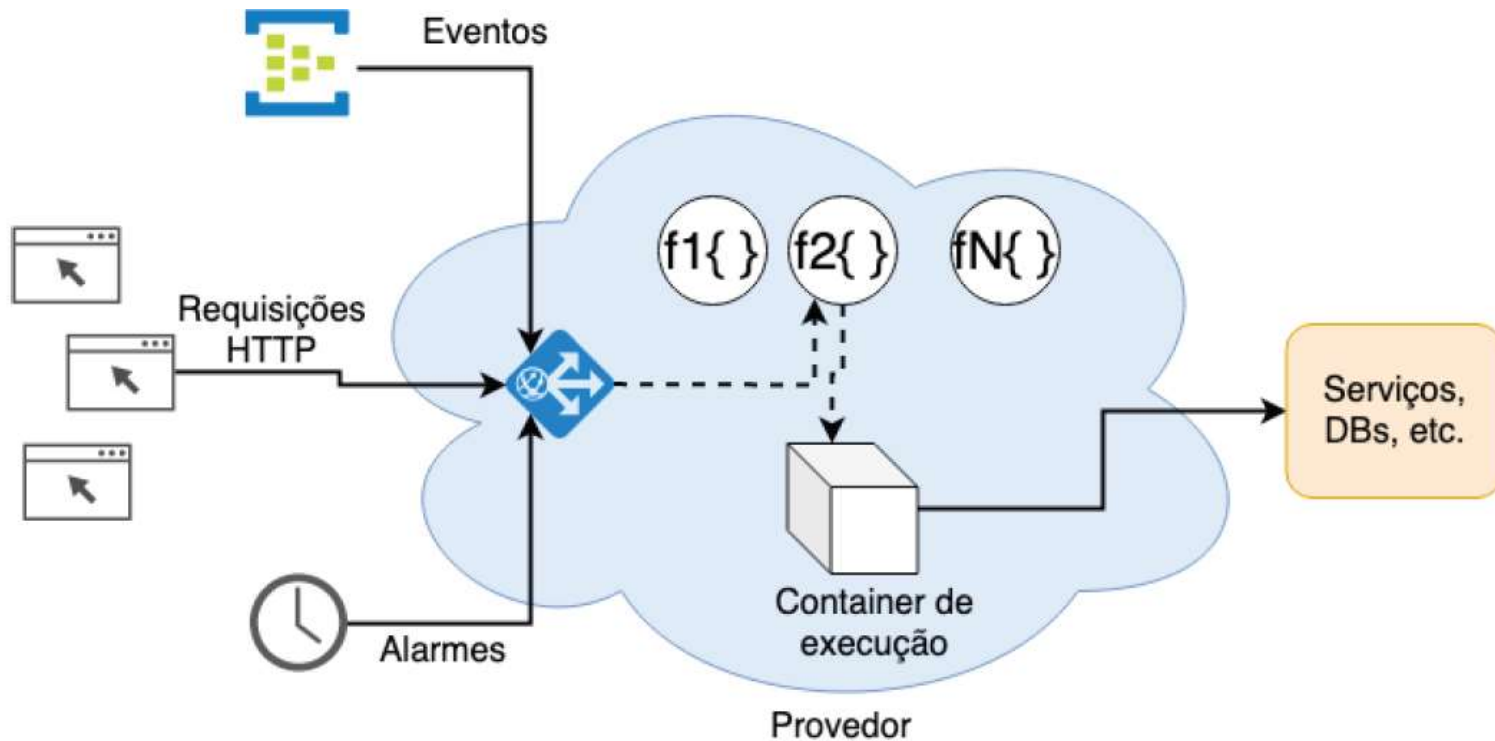 Eventos
f1{ }
f2{ }
fN{ }
Requisições
HTTP
Serviços,
DBs, etc.
Container de
execução
Alarmes
Provedor